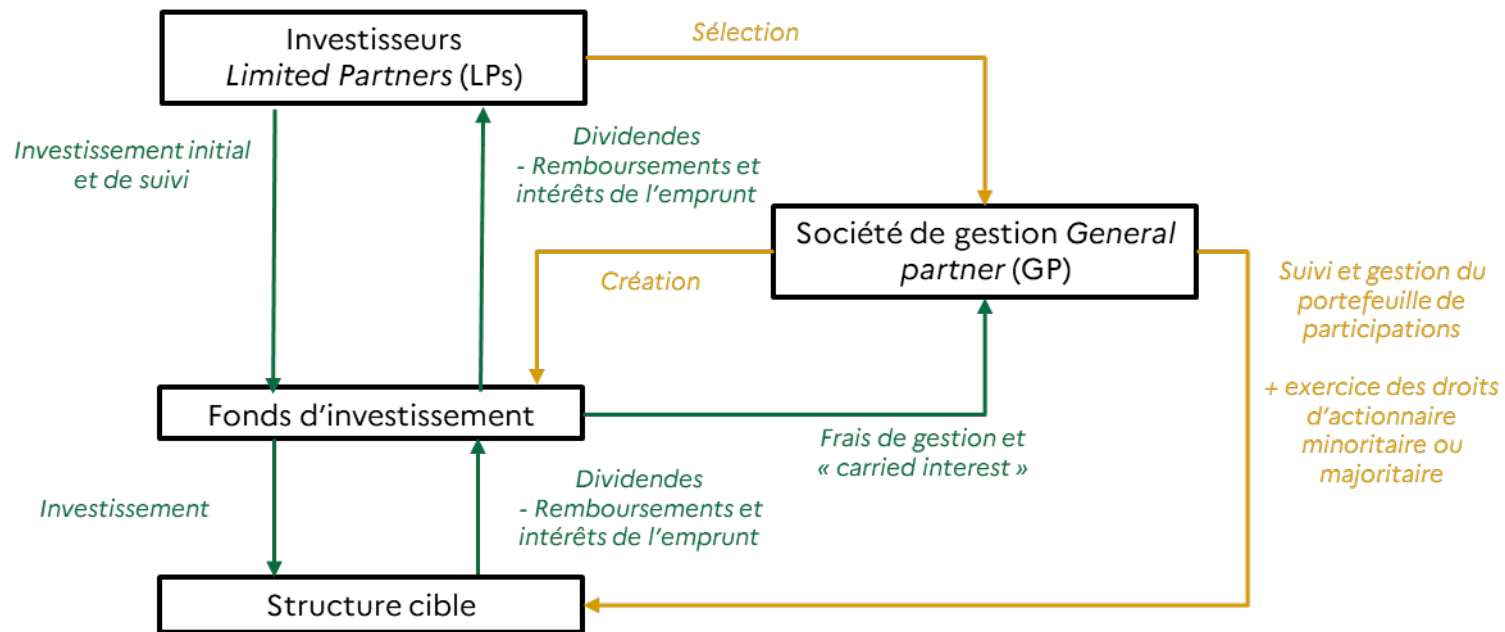 Investisseurs
Limited Partners (LPs)
Sélection
Investissement initial
et de suivi
Dividendes
- Remboursements et
intérêts de l'emprunt
Société de gestion General
partner (GP)
Création
Suivi et gestion du
portefeuille de
participations
+ exercice des droits
d'actionnaire
minoritaire ou
majoritaire
Fonds d'investissement
Frais de gestion et
« carried interest »
Investissement
Dividendes
- Remboursements et
intérêts de l'emprunt
Structure cible